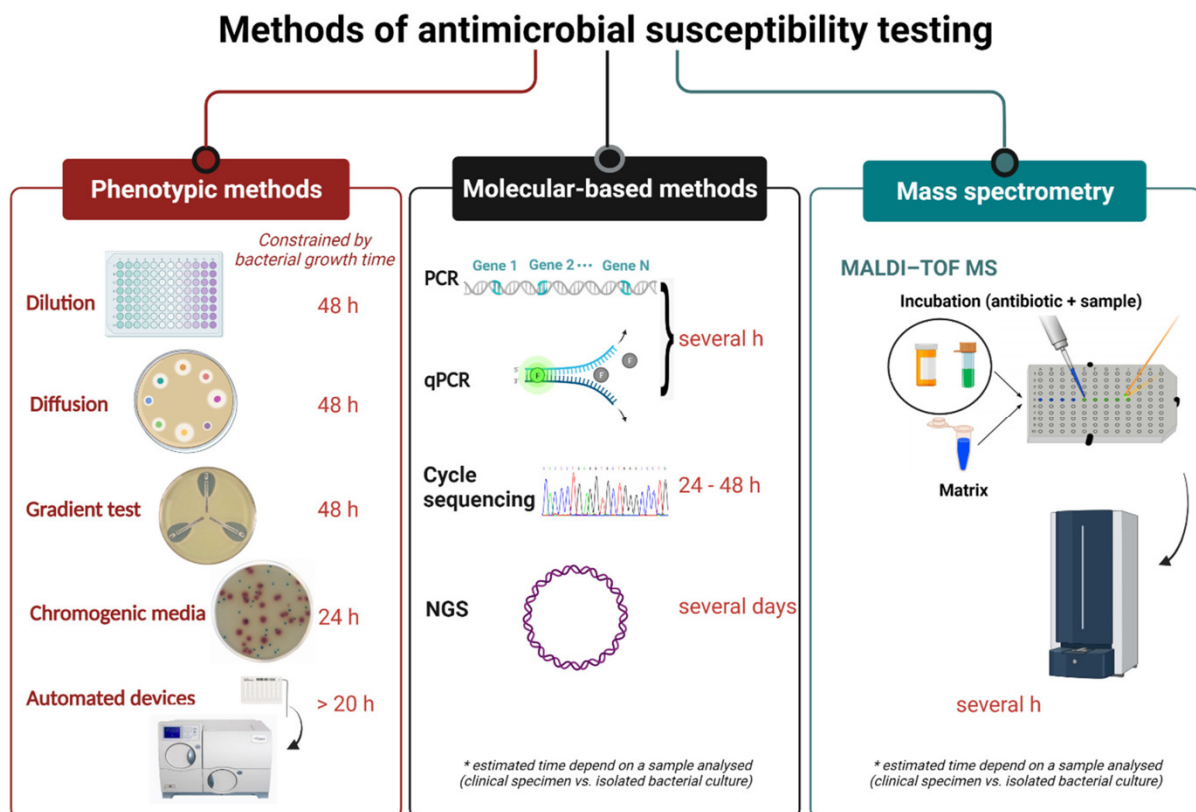 Methods of antimicrobial susceptibility testing
Phenotypic methods
Constrained by
bacterial growth time
Dilution
48 h
Diffusion
48 h
Gradient test
48 h
Chromogenic media
24 h
Automated devices
> 20 h
Molecular-based methods
PCR
Gene 1
Gene 2 ···
Gene N
several h
qPCR
5'
3'
F
F
F
Cycle
sequencing
24 - 48 h
NGS
several days
* estimated time depend on a sample analysed
(clinical specimen vs. isolated bacterial culture)
Mass spectrometry
MALDI–TOF MS
Incubation (antibiotic + sample)
Matrix
several h
* estimated time depend on a sample analysed
(clinical specimen vs. isolated bacterial culture)